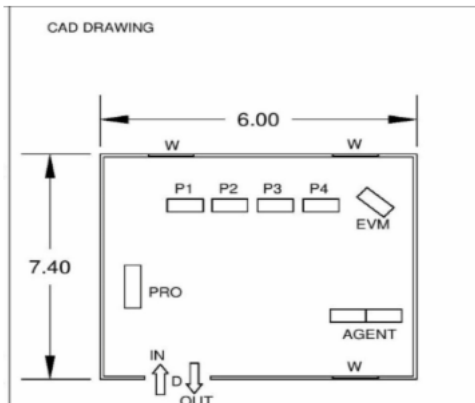 CAD DRAWING
6.00
W W
P1 P2 P3 P4
EVM
7.40
PRO
AGENT
IN
D
W
OUT